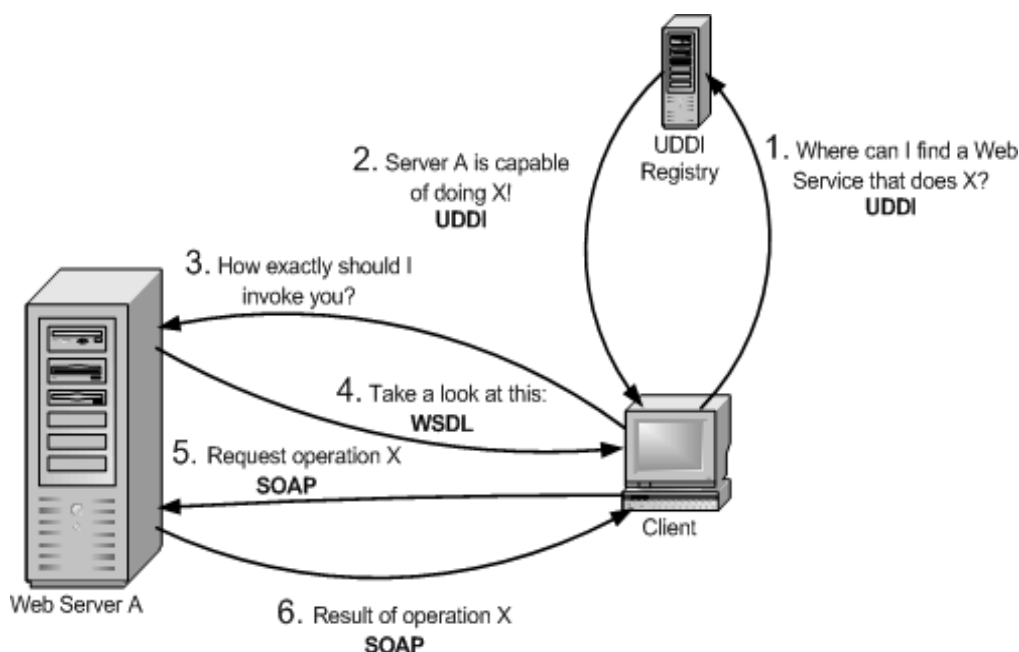 UDDI
Registry
1. Where can I find a Web
Service that does X?
UDDI
2. Server A is capable
of doing X!
UDDI
3. How exactly should I
invoke you?
4. Take a look at this:
WSDL
5. Request operation X
SOAP
Client
Web Server A
6. Result of operation X
SOAP